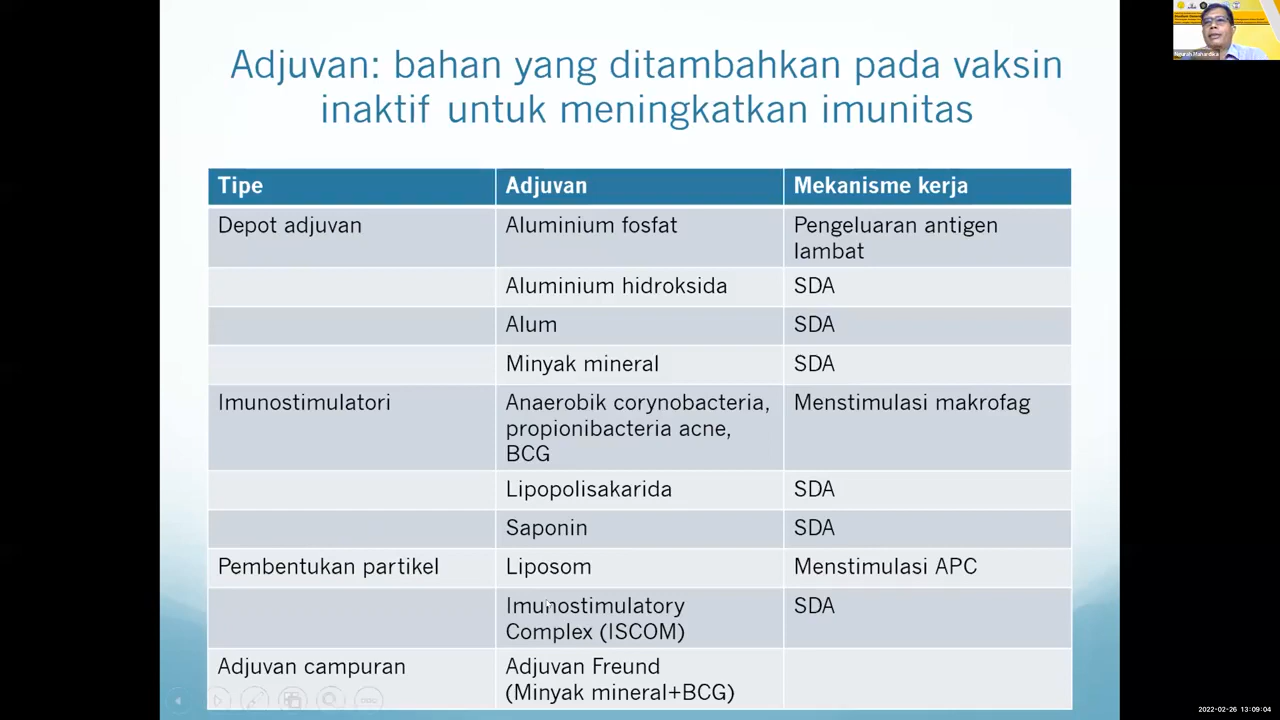 Adjuvan: bahan yang ditambahkan pada vaksin
inaktif untuk meningkatkan imunitas
Tipe Adjuvan Mekanisme kerja
Depot adjuvan Aluminium fosfat Pengeluaran antigen
lambat
Aluminium hidroksida SDA
Alum SDA
Minyak mineral SDA
Imunostimulatori Anaerobik corynobacteria, Menstimulasi makrofag
propionibacteria acne,
BCG
Lipopolisakarida SDA
Saponin SDA
Pembentukan partikel Liposom Menstimulasi APC
Imunostimulatory SDA
Complex (ISCOM)
Adjuvan campuran Adjuvan Freund
(Minyak mineral+BCG)
Ngurah Mahardika
2022-02-26 13:09:04